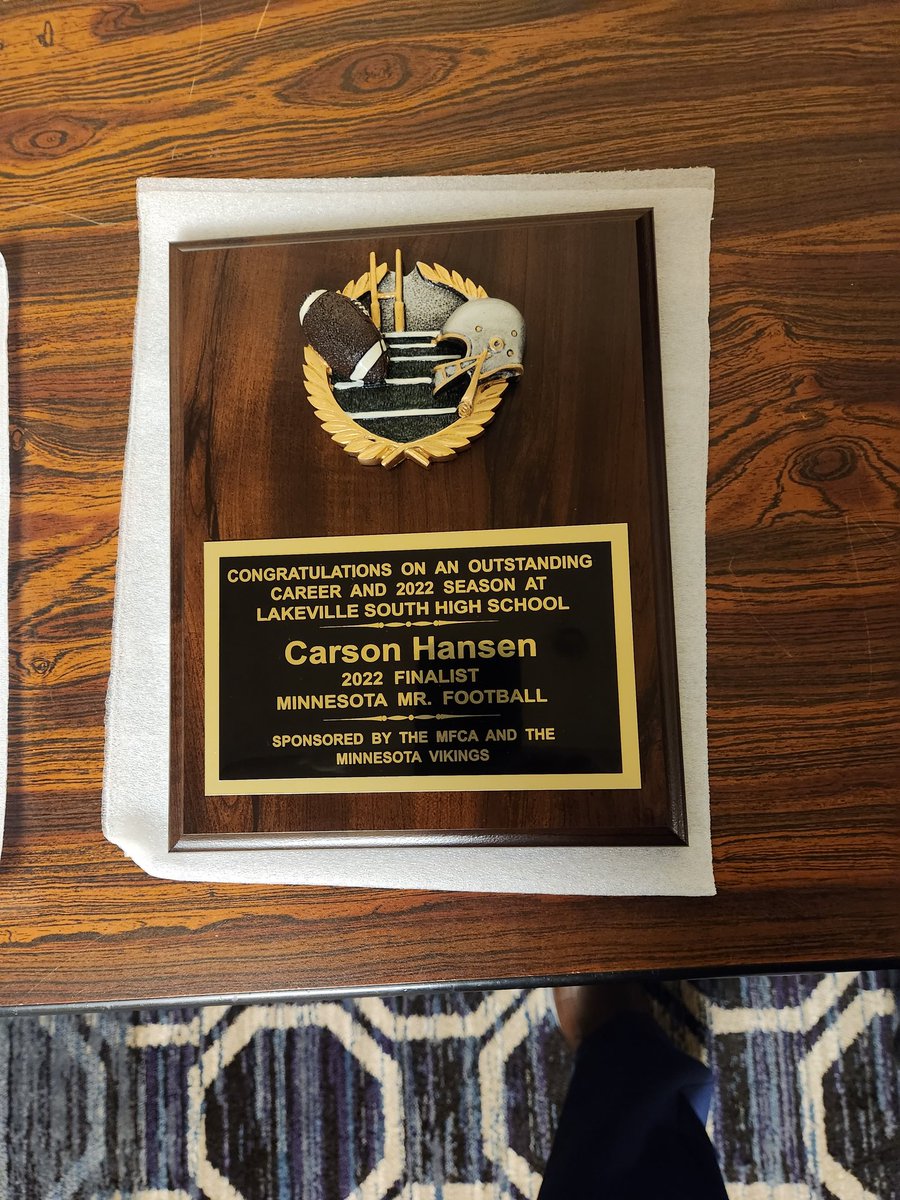 CONGRATULATIONS ON AN OUTSTANDING
CAREER AND 2022 SEASON AT
LAKEVILLE SOUTH HIGH SCHOOL
Carson Hansen
2022 FINALIST
MINNESOTA MR. FOOTBALL
SPONSORED BY THE MFCA AND THE
MINNESOTA VIKINGS